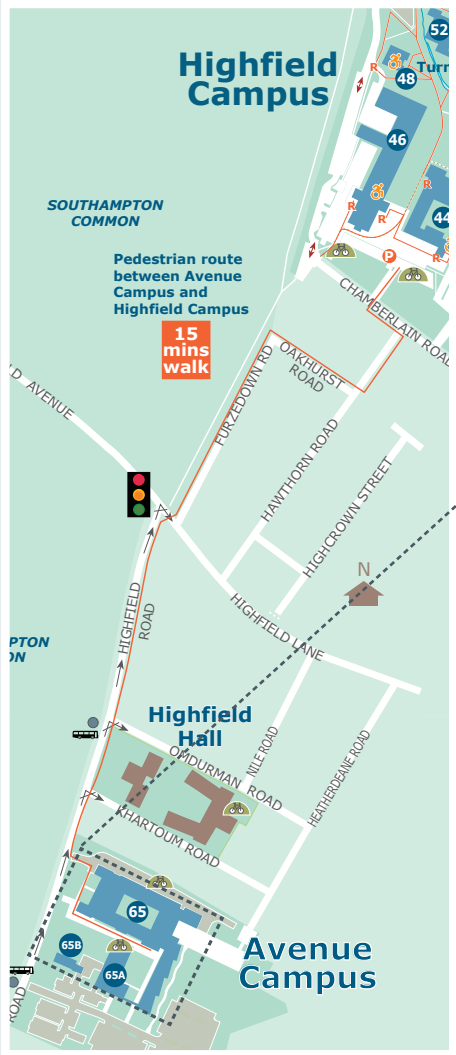 52
Highfield
Campus
Turn
48
R
46
SOUTHAMPTON
COMMON
R
R
R
44
Pedestrian route
between Avenue
Campus and
Highfield Campus
P
R
CHAMBERLAIN ROAD
15
mins
walk
OAKHURST
ROAD
FURZEDOWN RD
LD AVENUE
HAWTHORN ROAD
HIGHCROWN STREET
N
HIGHFIELD
ROAD
HIGHFIELD LANE
PTON
ON
Highfield
Hall
NILE ROAD
OMDURMAN ROAD
HEATHERDEANE ROAD
KHARTOUM ROAD
65
65B
65A
Avenue
Campus
ROAD